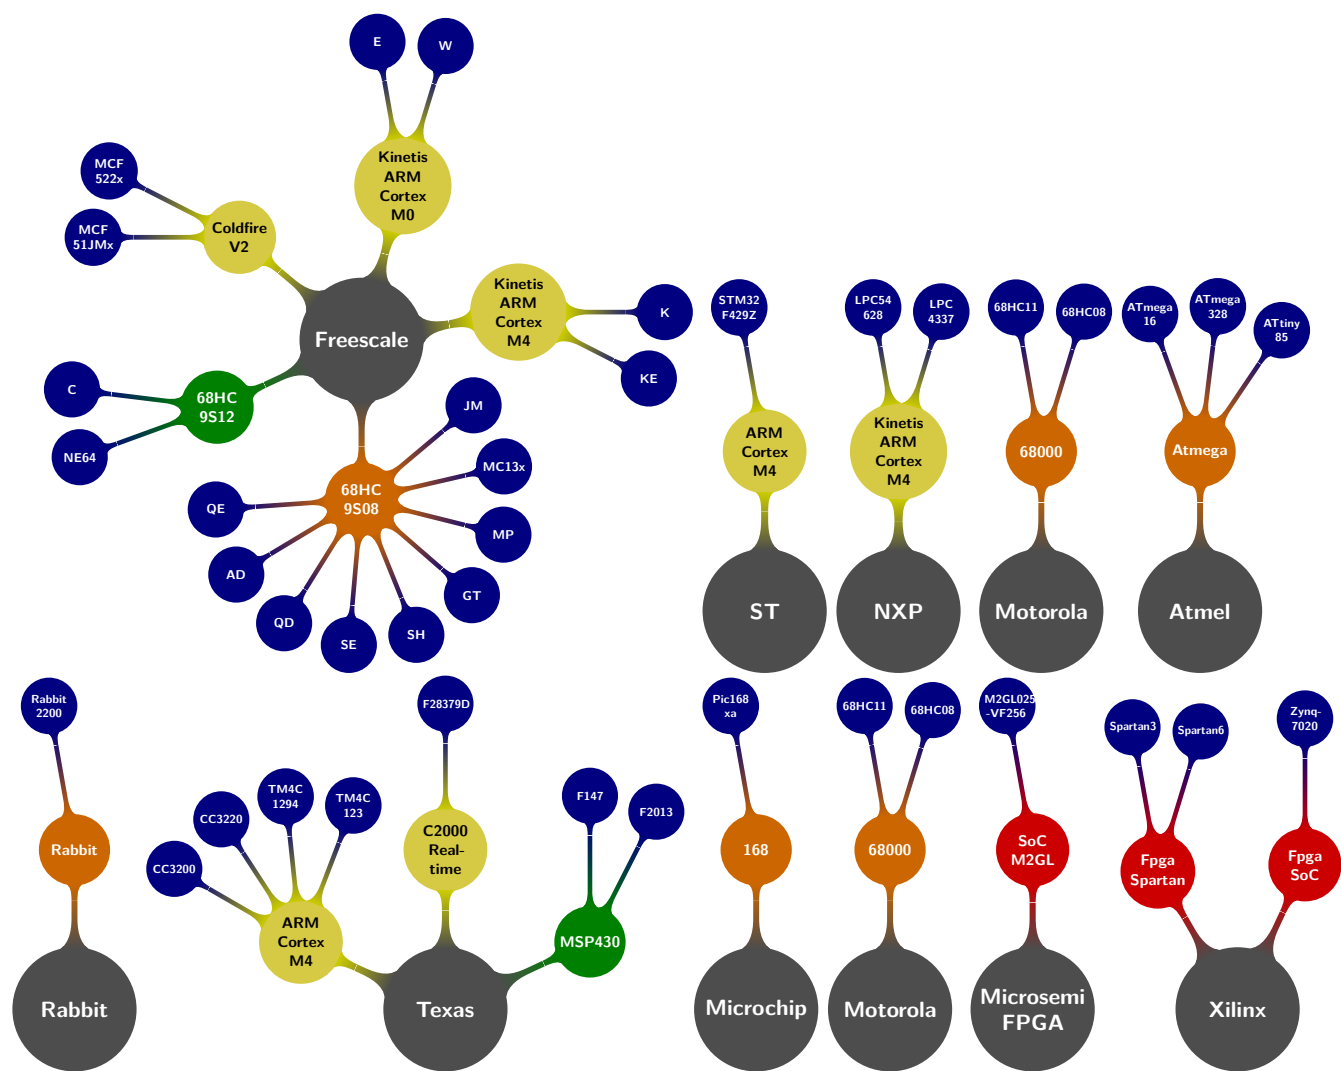 E
W
Kinetis
ARM
Cortex
M0
MCF
522x
MCF
51JMx
Coldfire
V2
Freescale
Kinetis
ARM
Cortex
M4
K
KE
C
NE64
68HC
9S12
68HC
9S08
JM
MC13x
MP
GT
SH
SE
QD
AD
QE
STM32
F429Z
ARM
Cortex
M4
ST
LPC54
628
LPC
4337
Kinetis
ARM
Cortex
M4
NXP
68HC11
68HC08
68000
Motorola
ATmega
16
ATmega
328
ATtiny
85
Atmega
Atmel
Rabbit
2200
Rabbit
Rabbit
CC3200
CC3220
TM4C
1294
TM4C
123
ARM
Cortex
M4
F28379D
C2000
Real-
time
F147
F2013
MSP430
Texas
Pic168
xa
168
Microchip
68HC11
68HC08
68000
Motorola
M2GL025
-VF256
SoC
M2GL
Microsemi
FPGA
Spartan3
Spartan6
Fpga
Spartan
Zynq-
7020
Fpga
SoC
Xilinx